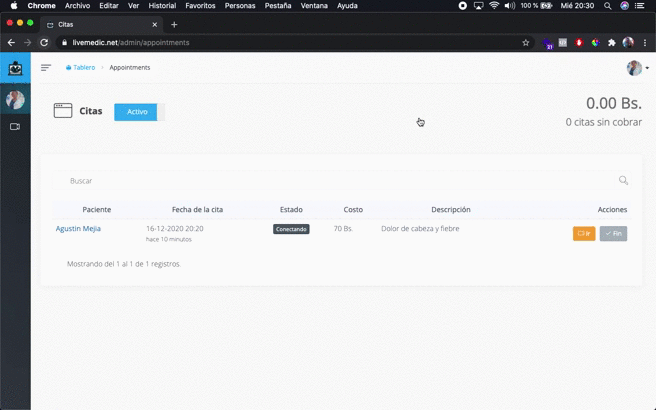 Chrome Archivo Editar Ver Historial Favoritos Personas Pestaña Ventana Ayuda 100 % Mié 20:30
Citas
livemedic.net/admin/appointments
21
Tablero Appointments
Citas Activo
0.00 Bs.
0 citas sin cobrar
Buscar
Paciente Fecha de la cita Estado Costo Descripción Acciones
Agustin Mejia 16-12-2020 20:20 Conectando 70 Bs. Dolor de cabeza y fiebre Ir Fin
hace 10 minutos
Mostrando del 1 al 1 de 1 registros.